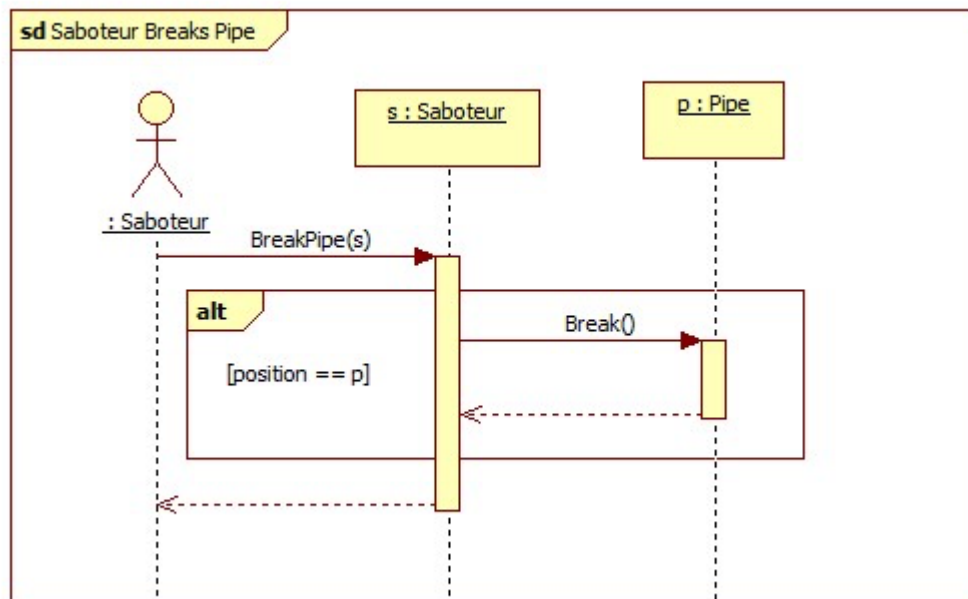 sd Saboteur Breaks Pipe
s : Saboteur
p : Pipe
: Saboteur
BreakPipe(s)
alt
Break()
[position == p]